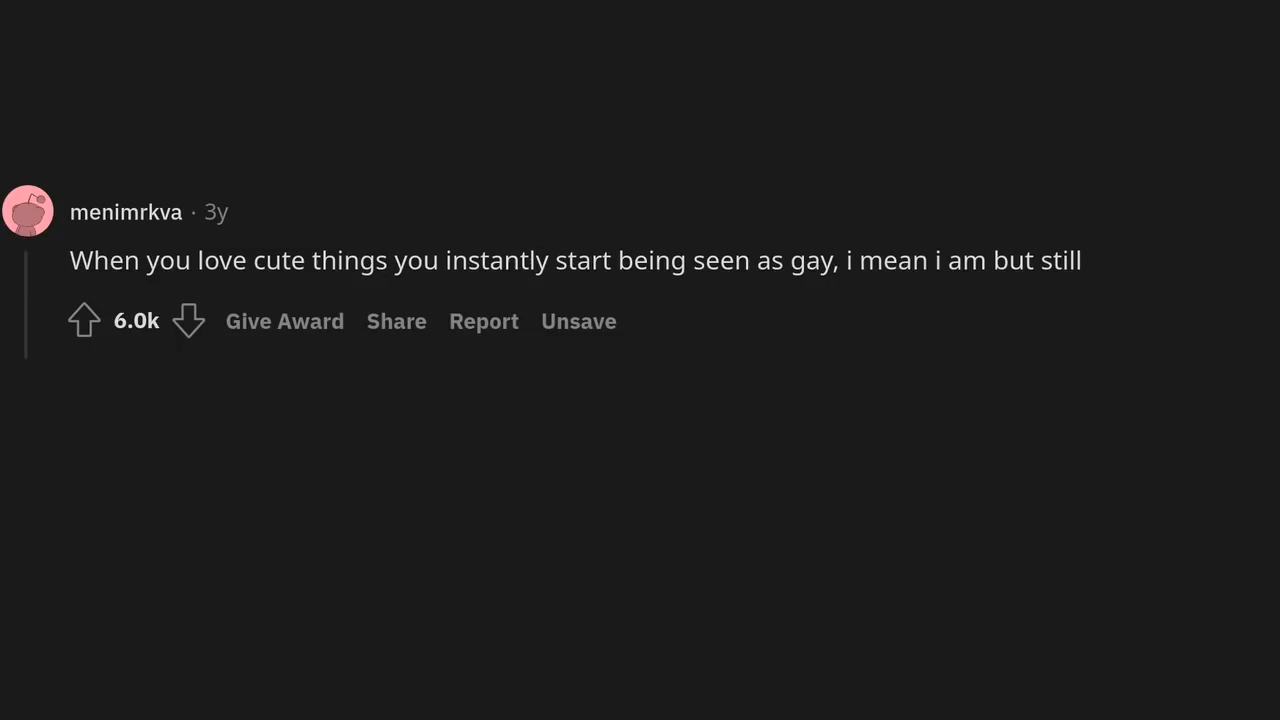 menimrkva · 3y
When you love cute things you instantly start being seen as gay, i mean i am but still
6.0k Give Award Share Report Unsave